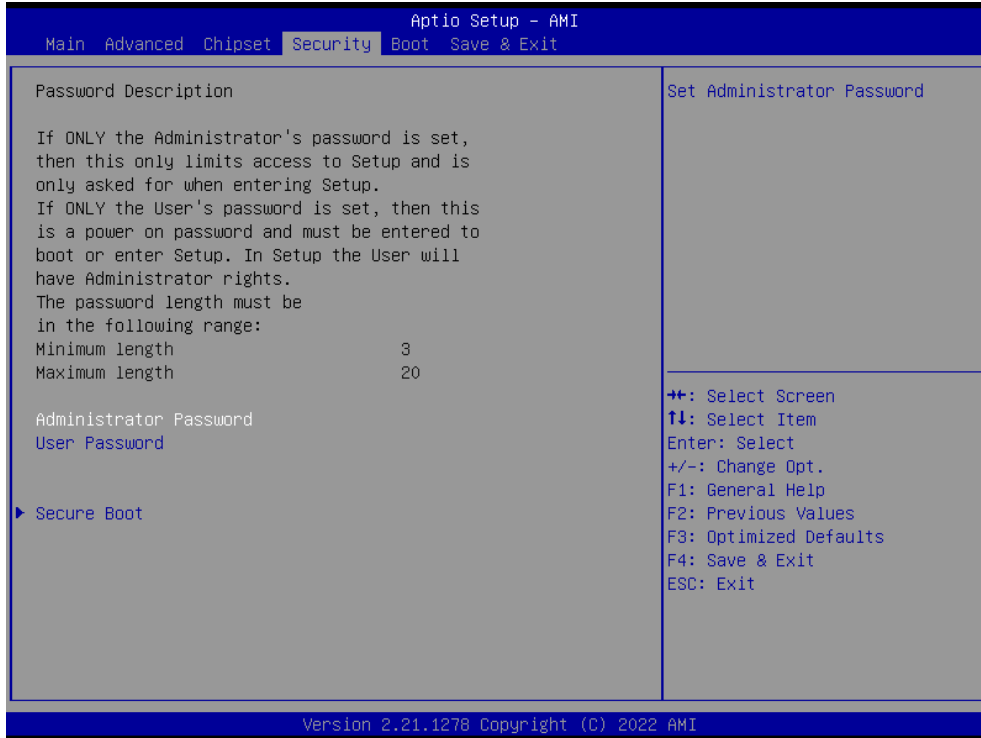 Aptio Setup – AMI
Main Advanced Chipset Security Boot Save & Exit
Password Description
If ONLY the Administrator's password is set,
then this only limits access to Setup and is
only asked for when entering Setup.
If ONLY the User's password is set, then this
is a power on password and must be entered to
boot or enter Setup. In Setup the User will
have Administrator rights.
The password length must be
in the following range:
Minimum length 3
Maximum length 20
Administrator Password
User Password
Secure Boot
Set Administrator Password
→←: Select Screen
↑↓: Select Item
Enter: Select
+/-: Change Opt.
F1: General Help
F2: Previous Values
F3: Optimized Defaults
F4: Save & Exit
ESC: Exit
Version 2.21.1278 Copyright (C) 2022 AMI